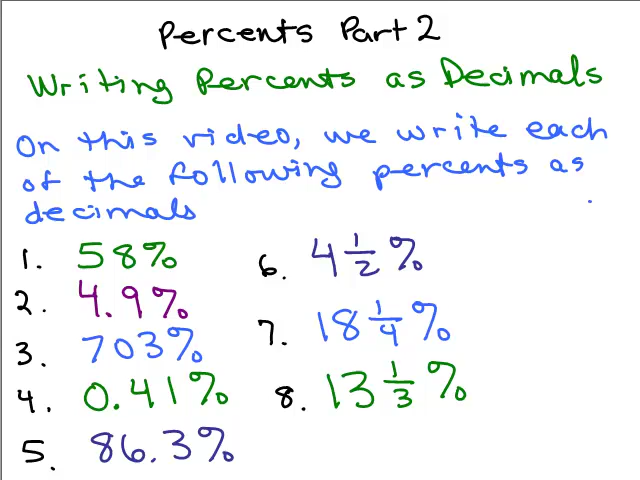 Percents Part 2
Writing Percents as Decimals
On this video, we write each
of the following percents as
decimals
1. 58%
2. 4.9%
3. 703%
4. 0.41%
5. 86.3%
6. 4 1/2 %
7. 18 1/4 %
8. 13 1/3 %